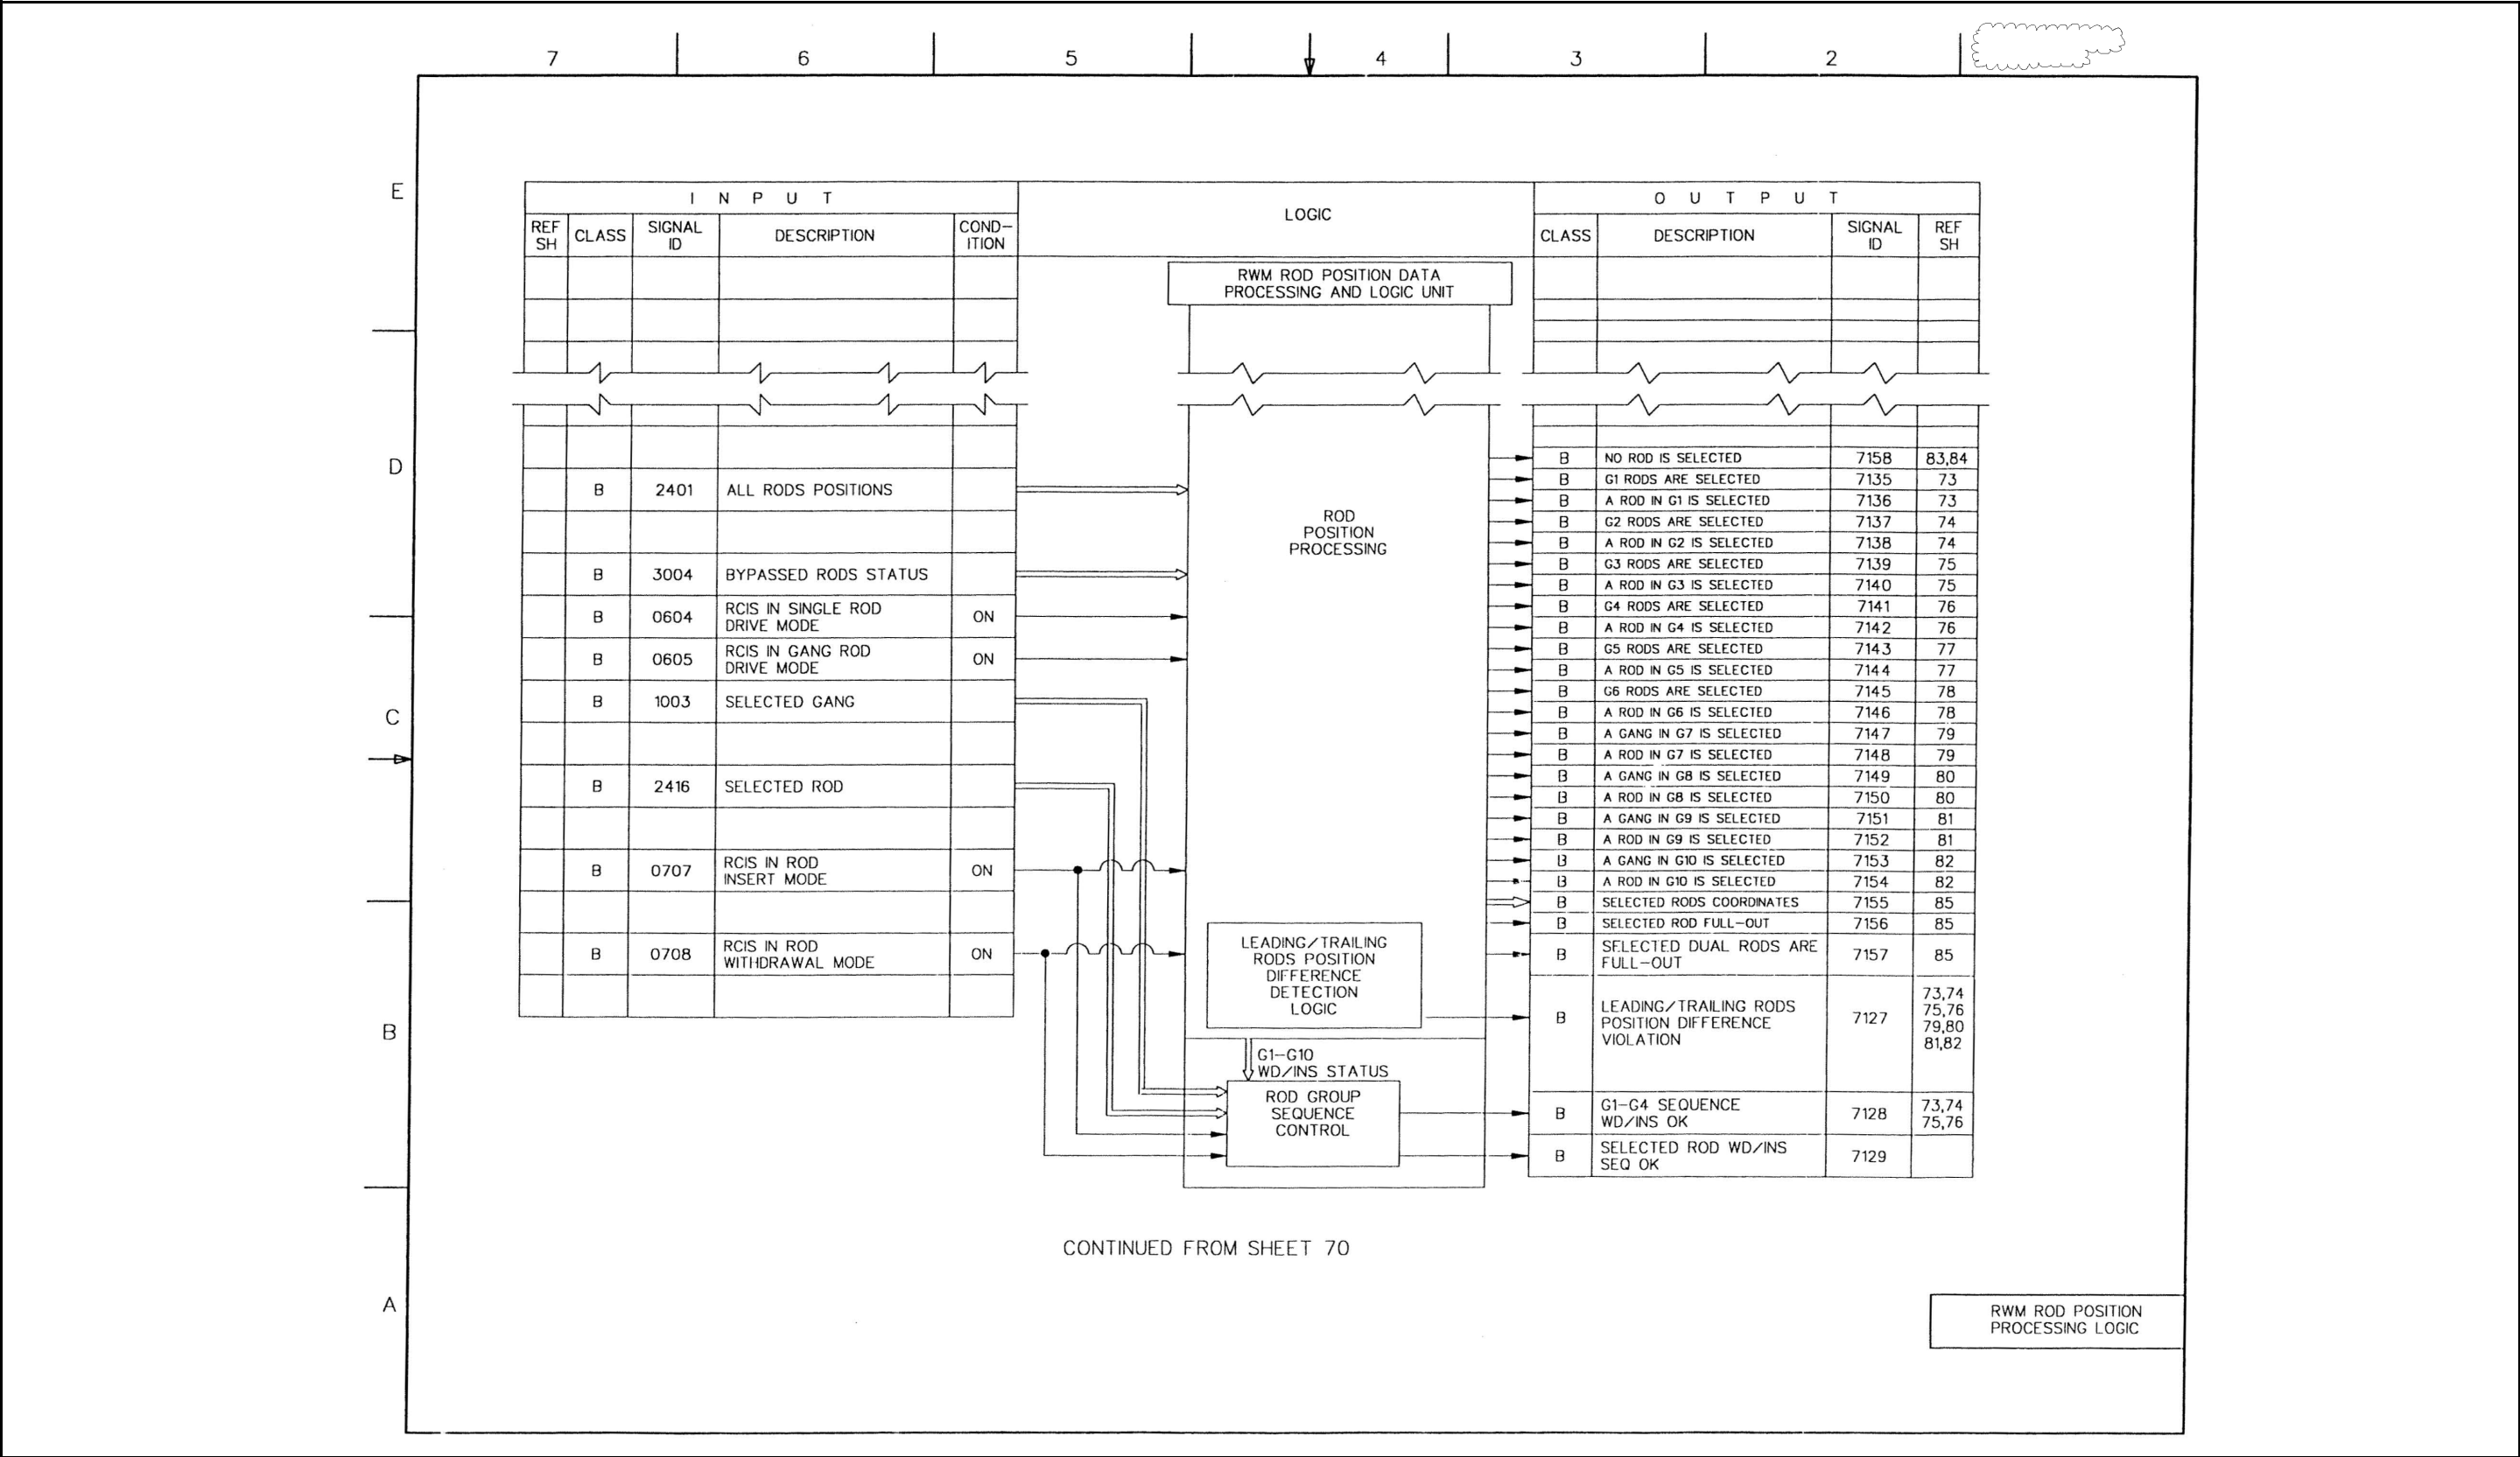 7 6 5 4 3 2
E
D
C
B
A
I N P U T
LOGIC
O U T P U T
REF SH
CLASS
SIGNAL ID
DESCRIPTION
COND-
ITION
CLASS
DESCRIPTION
SIGNAL ID
REF SH
RWM ROD POSITION DATA
PROCESSING AND LOGIC UNIT
B 2401 ALL RODS POSITIONS
B 3004 BYPASSED RODS STATUS
B 0604 RCIS IN SINGLE ROD
DRIVE MODE
ON
B 0605 RCIS IN GANG ROD
DRIVE MODE
ON
B 1003 SELECTED GANG
B 2416 SELECTED ROD
B 0707 RCIS IN ROD
INSERT MODE
ON
B 0708 RCIS IN ROD
WITHDRAWAL MODE
ON
ROD
POSITION
PROCESSING
LEADING/TRAILING
RODS POSITION
DIFFERENCE
DETECTION
LOGIC
G1-G10
WD/INS STATUS
ROD GROUP
SEQUENCE
CONTROL
B NO ROD IS SELECTED 7158 83,84
B G1 RODS ARE SELECTED 7135 73
B A ROD IN G1 IS SELECTED 7136 73
B G2 RODS ARE SELECTED 7137 74
B A ROD IN G2 IS SELECTED 7138 74
B G3 RODS ARE SELECTED 7139 75
B A ROD IN G3 IS SELECTED 7140 75
B G4 RODS ARE SELECTED 7141 76
B A ROD IN G4 IS SELECTED 7142 76
B G5 RODS ARE SELECTED 7143 77
B A ROD IN G5 IS SELECTED 7144 77
B G6 RODS ARE SELECTED 7145 78
B A ROD IN G6 IS SELECTED 7146 78
B A GANG IN G7 IS SELECTED 7147 79
B A ROD IN G7 IS SELECTED 7148 79
B A GANG IN G8 IS SELECTED 7149 80
B A ROD IN G8 IS SELECTED 7150 80
B A GANG IN G9 IS SELECTED 7151 81
B A ROD IN G9 IS SELECTED 7152 81
B A GANG IN G10 IS SELECTED 7153 82
B A ROD IN G10 IS SELECTED 7154 82
B SELECTED RODS COORDINATES 7155 85
B SELECTED ROD FULL-OUT 7156 85
B SELECTED DUAL RODS ARE
FULL-OUT
7157 85
B LEADING/TRAILING RODS
POSITION DIFFERENCE
VIOLATION
7127
73,74
75,76
79,80
81,82
B G1-G4 SEQUENCE
WD/INS OK
7128
73,74
75,76
B SELECTED ROD WD/INS
SEQ OK
7129
CONTINUED FROM SHEET 70
RWM ROD POSITION
PROCESSING LOGIC